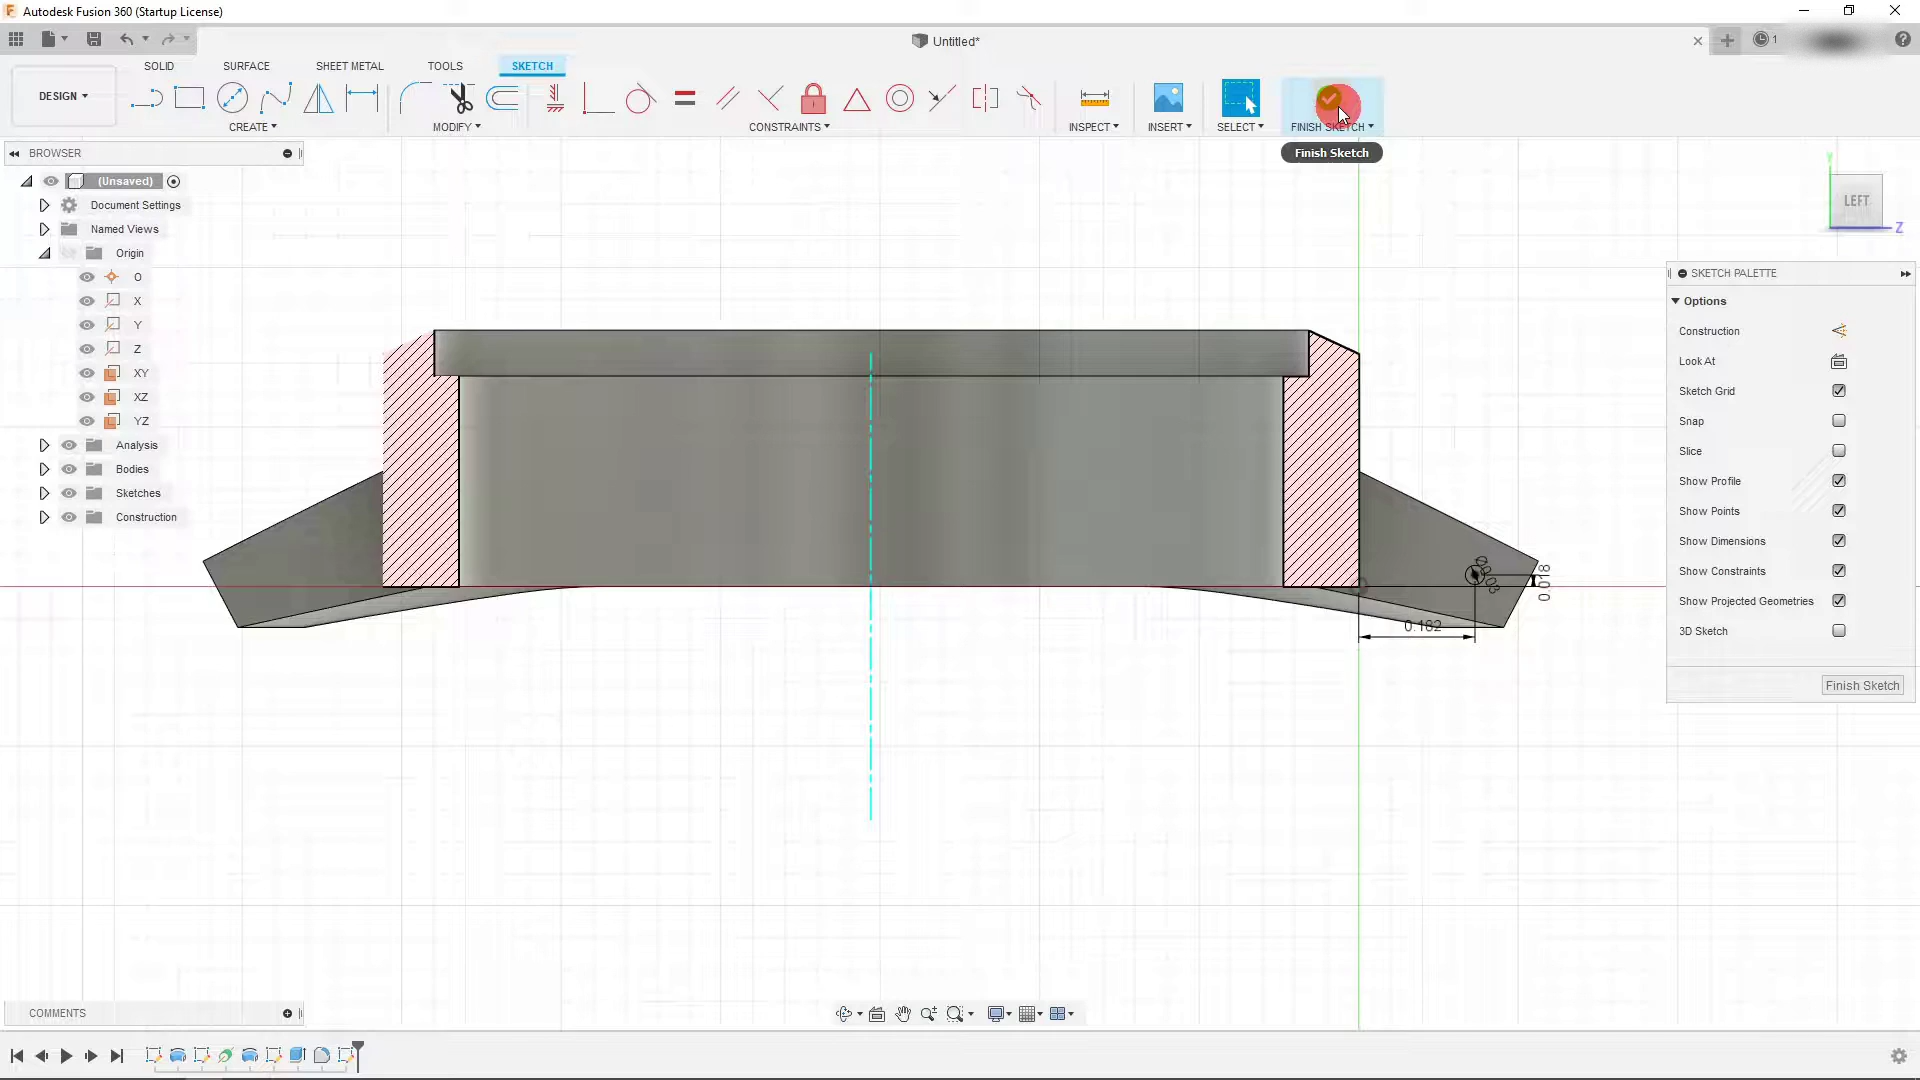 Autodesk Fusion 360 (Startup License)
Untitled*
1
DESIGN
SOLID
SURFACE
SHEET METAL
TOOLS
SKETCH
CREATE
MODIFY
CONSTRAINTS
INSPECT
INSERT
SELECT
FINISH SKETCH
Finish Sketch
BROWSER
(Unsaved)
Document Settings
Named Views
Origin
O
X
Y
Z
XY
XZ
YZ
Analysis
Bodies
Sketches
Construction
Y
LEFT
Z
SKETCH PALETTE
Options
Construction
Look At
Sketch Grid
Snap
Slice
Show Profile
Show Points
Show Dimensions
Show Constraints
Show Projected Geometries
3D Sketch
Finish Sketch
Ø0.03
0.018
0.182
COMMENTS